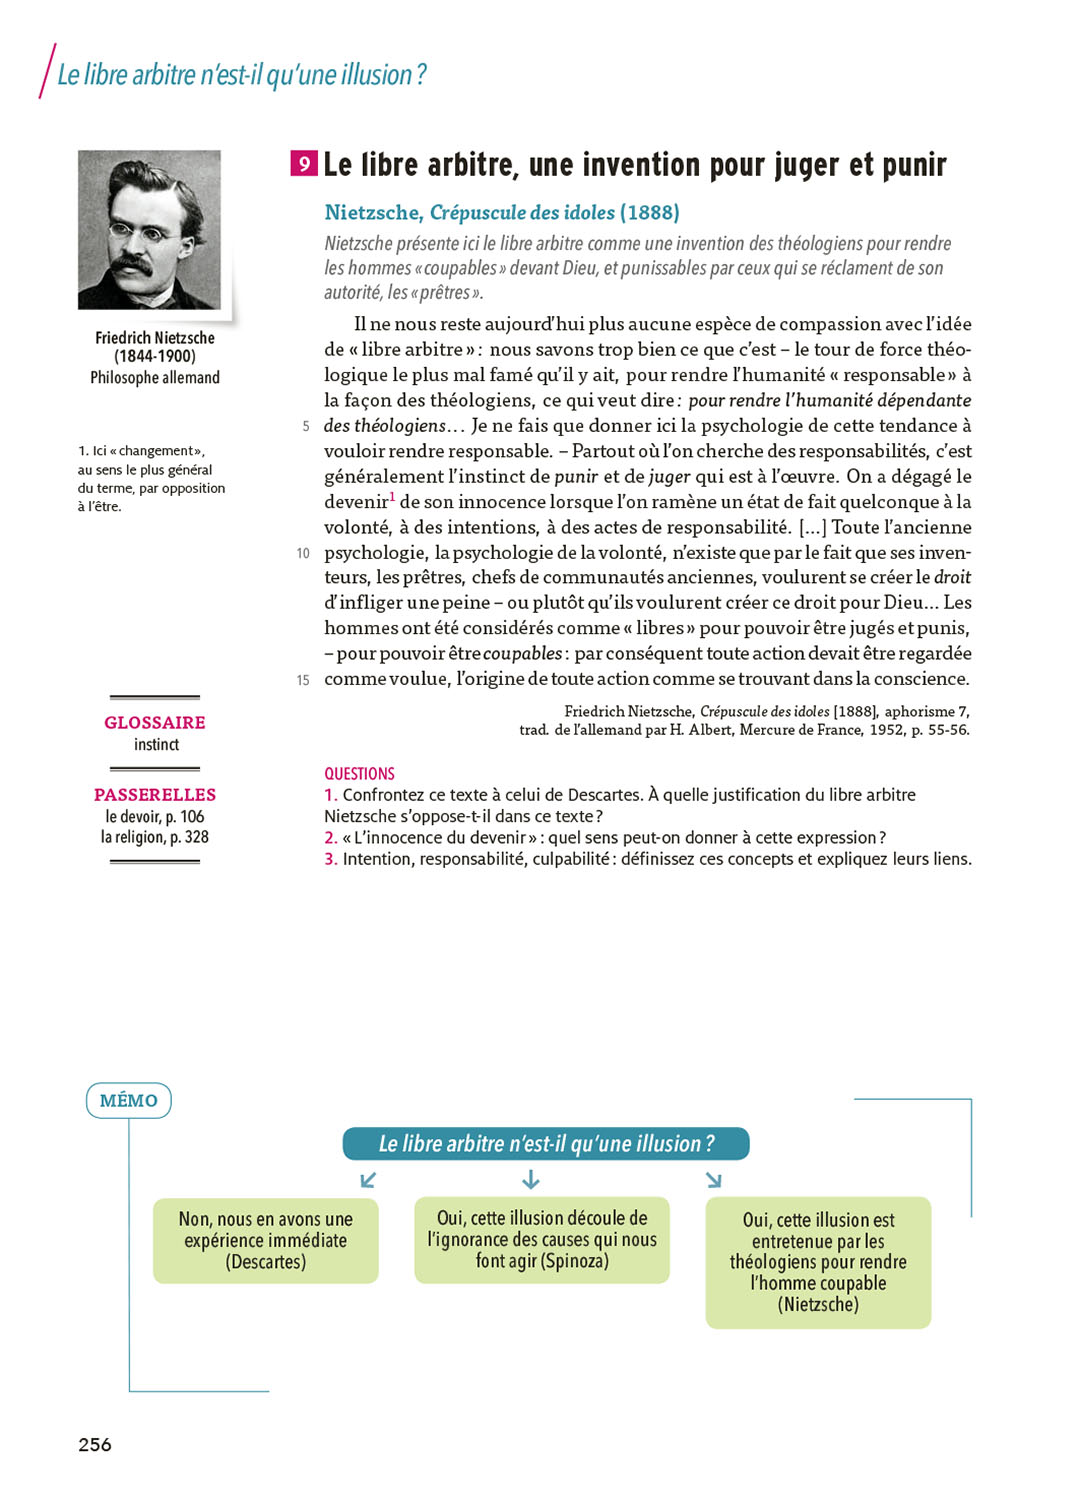 Le libre arbitre n'est-il qu'une illusion ?
9 Le libre arbitre, une invention pour juger et punir
Nietzsche, Crépuscule des idoles (1888)
Nietzsche présente ici le libre arbitre comme une invention des théologiens pour rendre
les hommes « coupables » devant Dieu, et punissables par ceux qui se réclament de son
autorité, les « prêtres ».
Friedrich Nietzsche
(1844-1900)
Philosophe allemand
Il ne nous reste aujourd'hui plus aucune espèce de compassion avec l'idée
de « libre arbitre » : nous savons trop bien ce que c'est – le tour de force théo-
logique le plus mal famé qu'il y ait, pour rendre l'humanité « responsable » à
la façon des théologiens, ce qui veut dire : pour rendre l'humanité dépendante
5 des théologiens... Je ne fais que donner ici la psychologie de cette tendance à
vouloir rendre responsable. – Partout où l'on cherche des responsabilités, c'est
généralement l'instinct de punir et de juger qui est à l'œuvre. On a dégagé le
devenir1 de son innocence lorsque l'on ramène un état de fait quelconque à la
volonté, à des intentions, à des actes de responsabilité. [...] Toute l'ancienne
10 psychologie, la psychologie de la volonté, n'existe que par le fait que ses inven-
teurs, les prêtres, chefs de communautés anciennes, voulurent se créer le droit
d'infliger une peine – ou plutôt qu'ils voulurent créer ce droit pour Dieu... Les
hommes ont été considérés comme « libres » pour pouvoir être jugés et punis,
– pour pouvoir être coupables : par conséquent toute action devait être regardée
15 comme voulue, l'origine de toute action comme se trouvant dans la conscience.
Friedrich Nietzsche, Crépuscule des idoles [1888], aphorisme 7,
trad. de l'allemand par H. Albert, Mercure de France, 1952, p. 55-56.
1. Ici « changement »,
au sens le plus général
du terme, par opposition
à l'être.
GLOSSAIRE
instinct
PASSERELLES
le devoir, p. 106
la religion, p. 328
QUESTIONS
1. Confrontez ce texte à celui de Descartes. À quelle justification du libre arbitre
Nietzsche s'oppose-t-il dans ce texte ?
2. « L'innocence du devenir » : quel sens peut-on donner à cette expression ?
3. Intention, responsabilité, culpabilité : définissez ces concepts et expliquez leurs liens.
MÉMO
Le libre arbitre n'est-il qu'une illusion ?
Non, nous en avons une
expérience immédiate
(Descartes)
Oui, cette illusion découle de
l'ignorance des causes qui nous
font agir (Spinoza)
Oui, cette illusion est
entretenue par les
théologiens pour rendre
l'homme coupable
(Nietzsche)
256